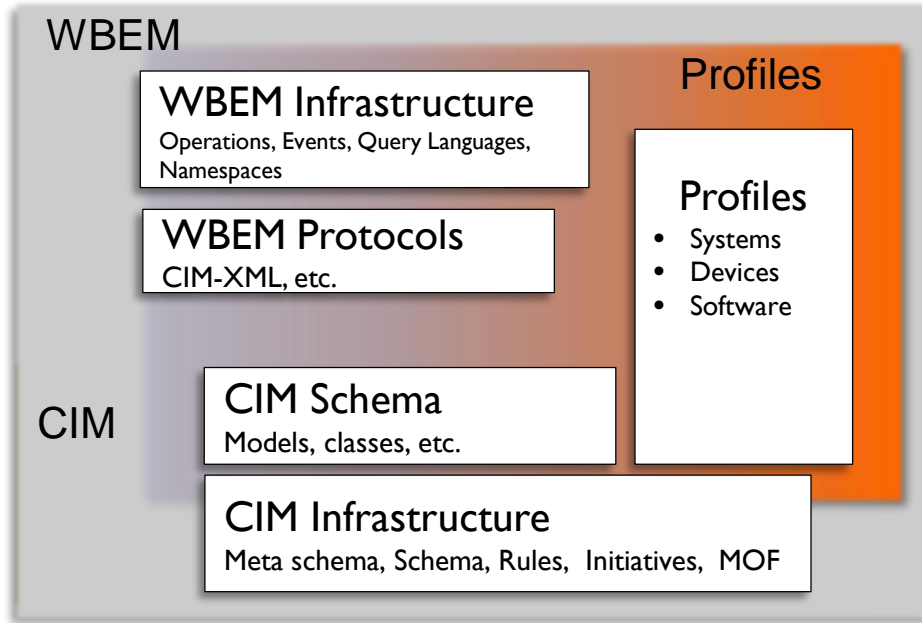 WBEM
Profiles
WBEM Infrastructure
Operations, Events, Query Languages,
Namespaces
WBEM Protocols
CIM-XML, etc.
Profiles
• Systems
• Devices
• Software
CIM
CIM Schema
Models, classes, etc.
CIM Infrastructure
Meta schema, Schema, Rules, Initiatives, MOF